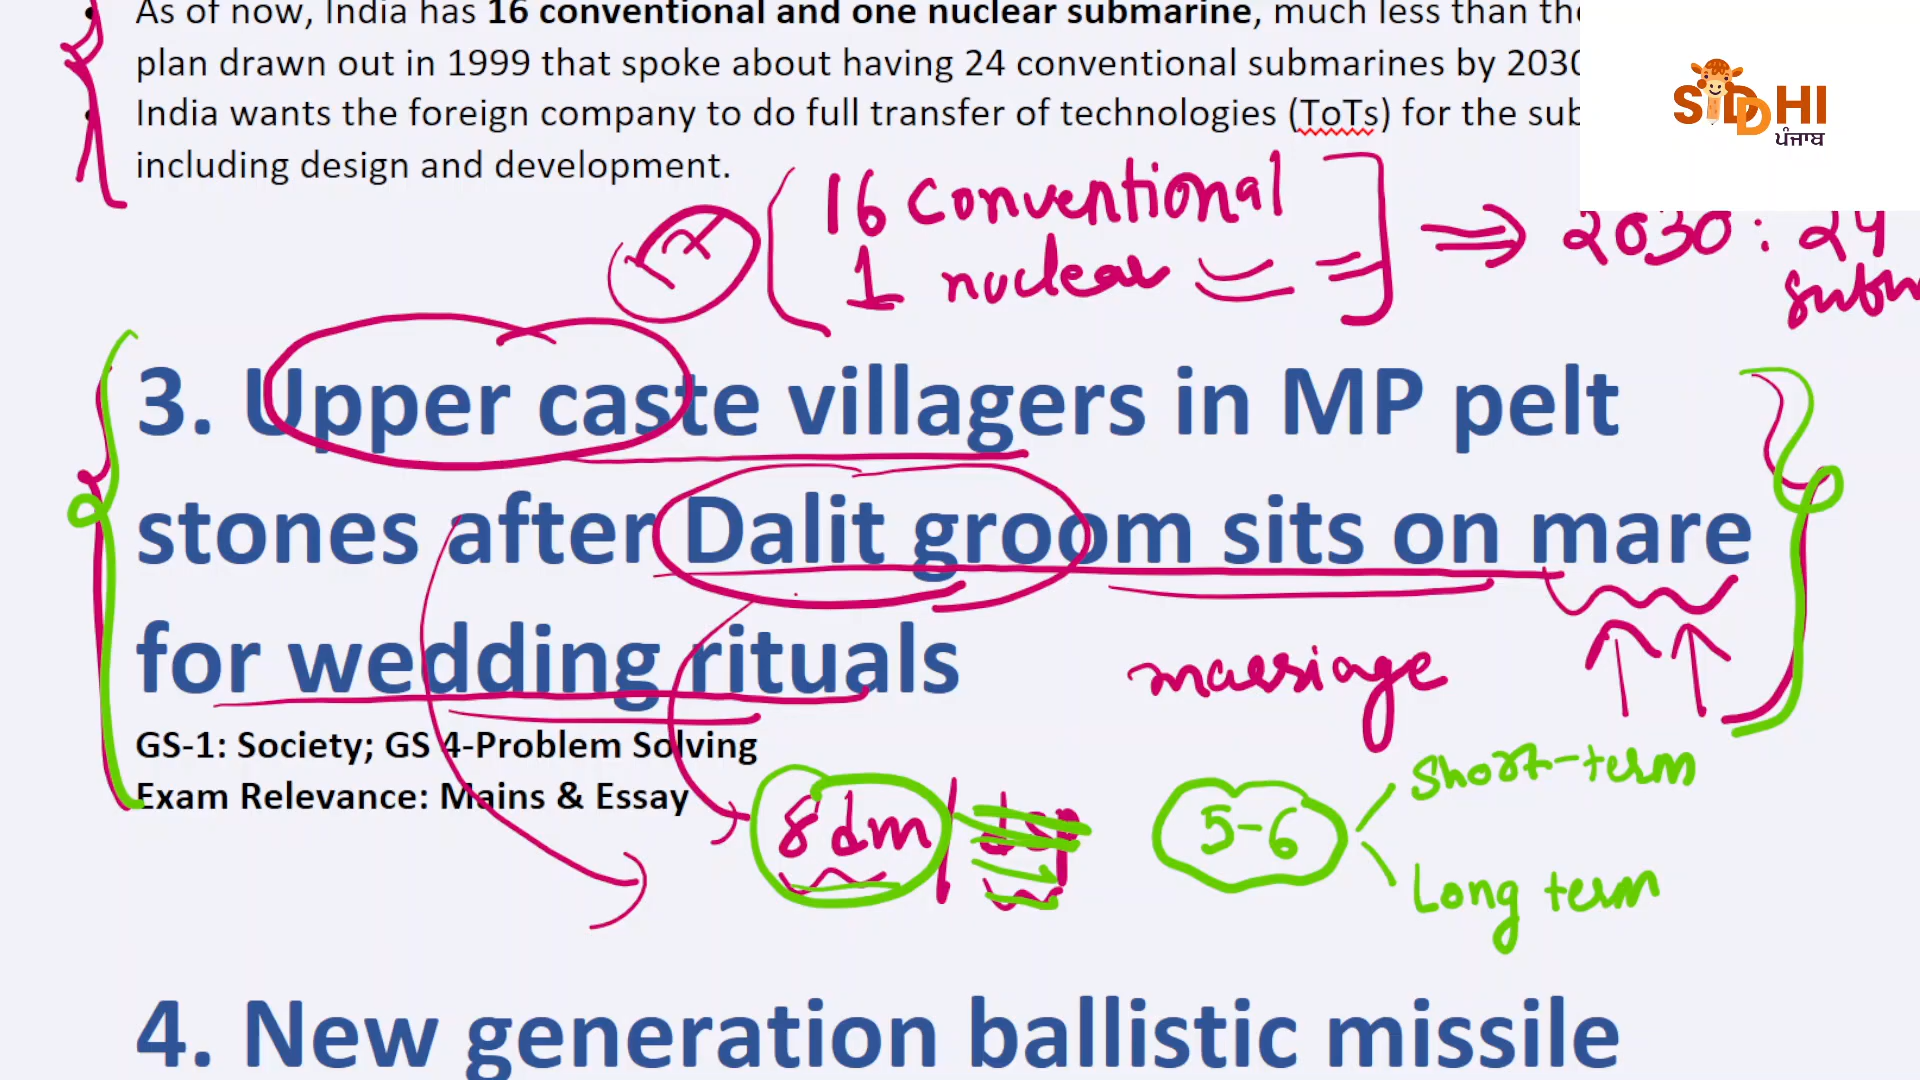 As of now, India has 16 conventional and one nuclear submarine, much less than the
plan drawn out in 1999 that spoke about having 24 conventional submarines by 2030
India wants the foreign company to do full transfer of technologies (ToTs) for the sub
including design and development.
SIDDHI
ਪੰਜਾਬ
16 conventional
1 nuclear
2030: 24
subm
3. Upper caste villagers in MP pelt
stones after Dalit groom sits on mare
for wedding rituals
marriage
GS-1: Society; GS 4-Problem Solving
Exam Relevance: Mains & Essay
Short-term
8dm
5-6
Long term
4. New generation ballistic missile